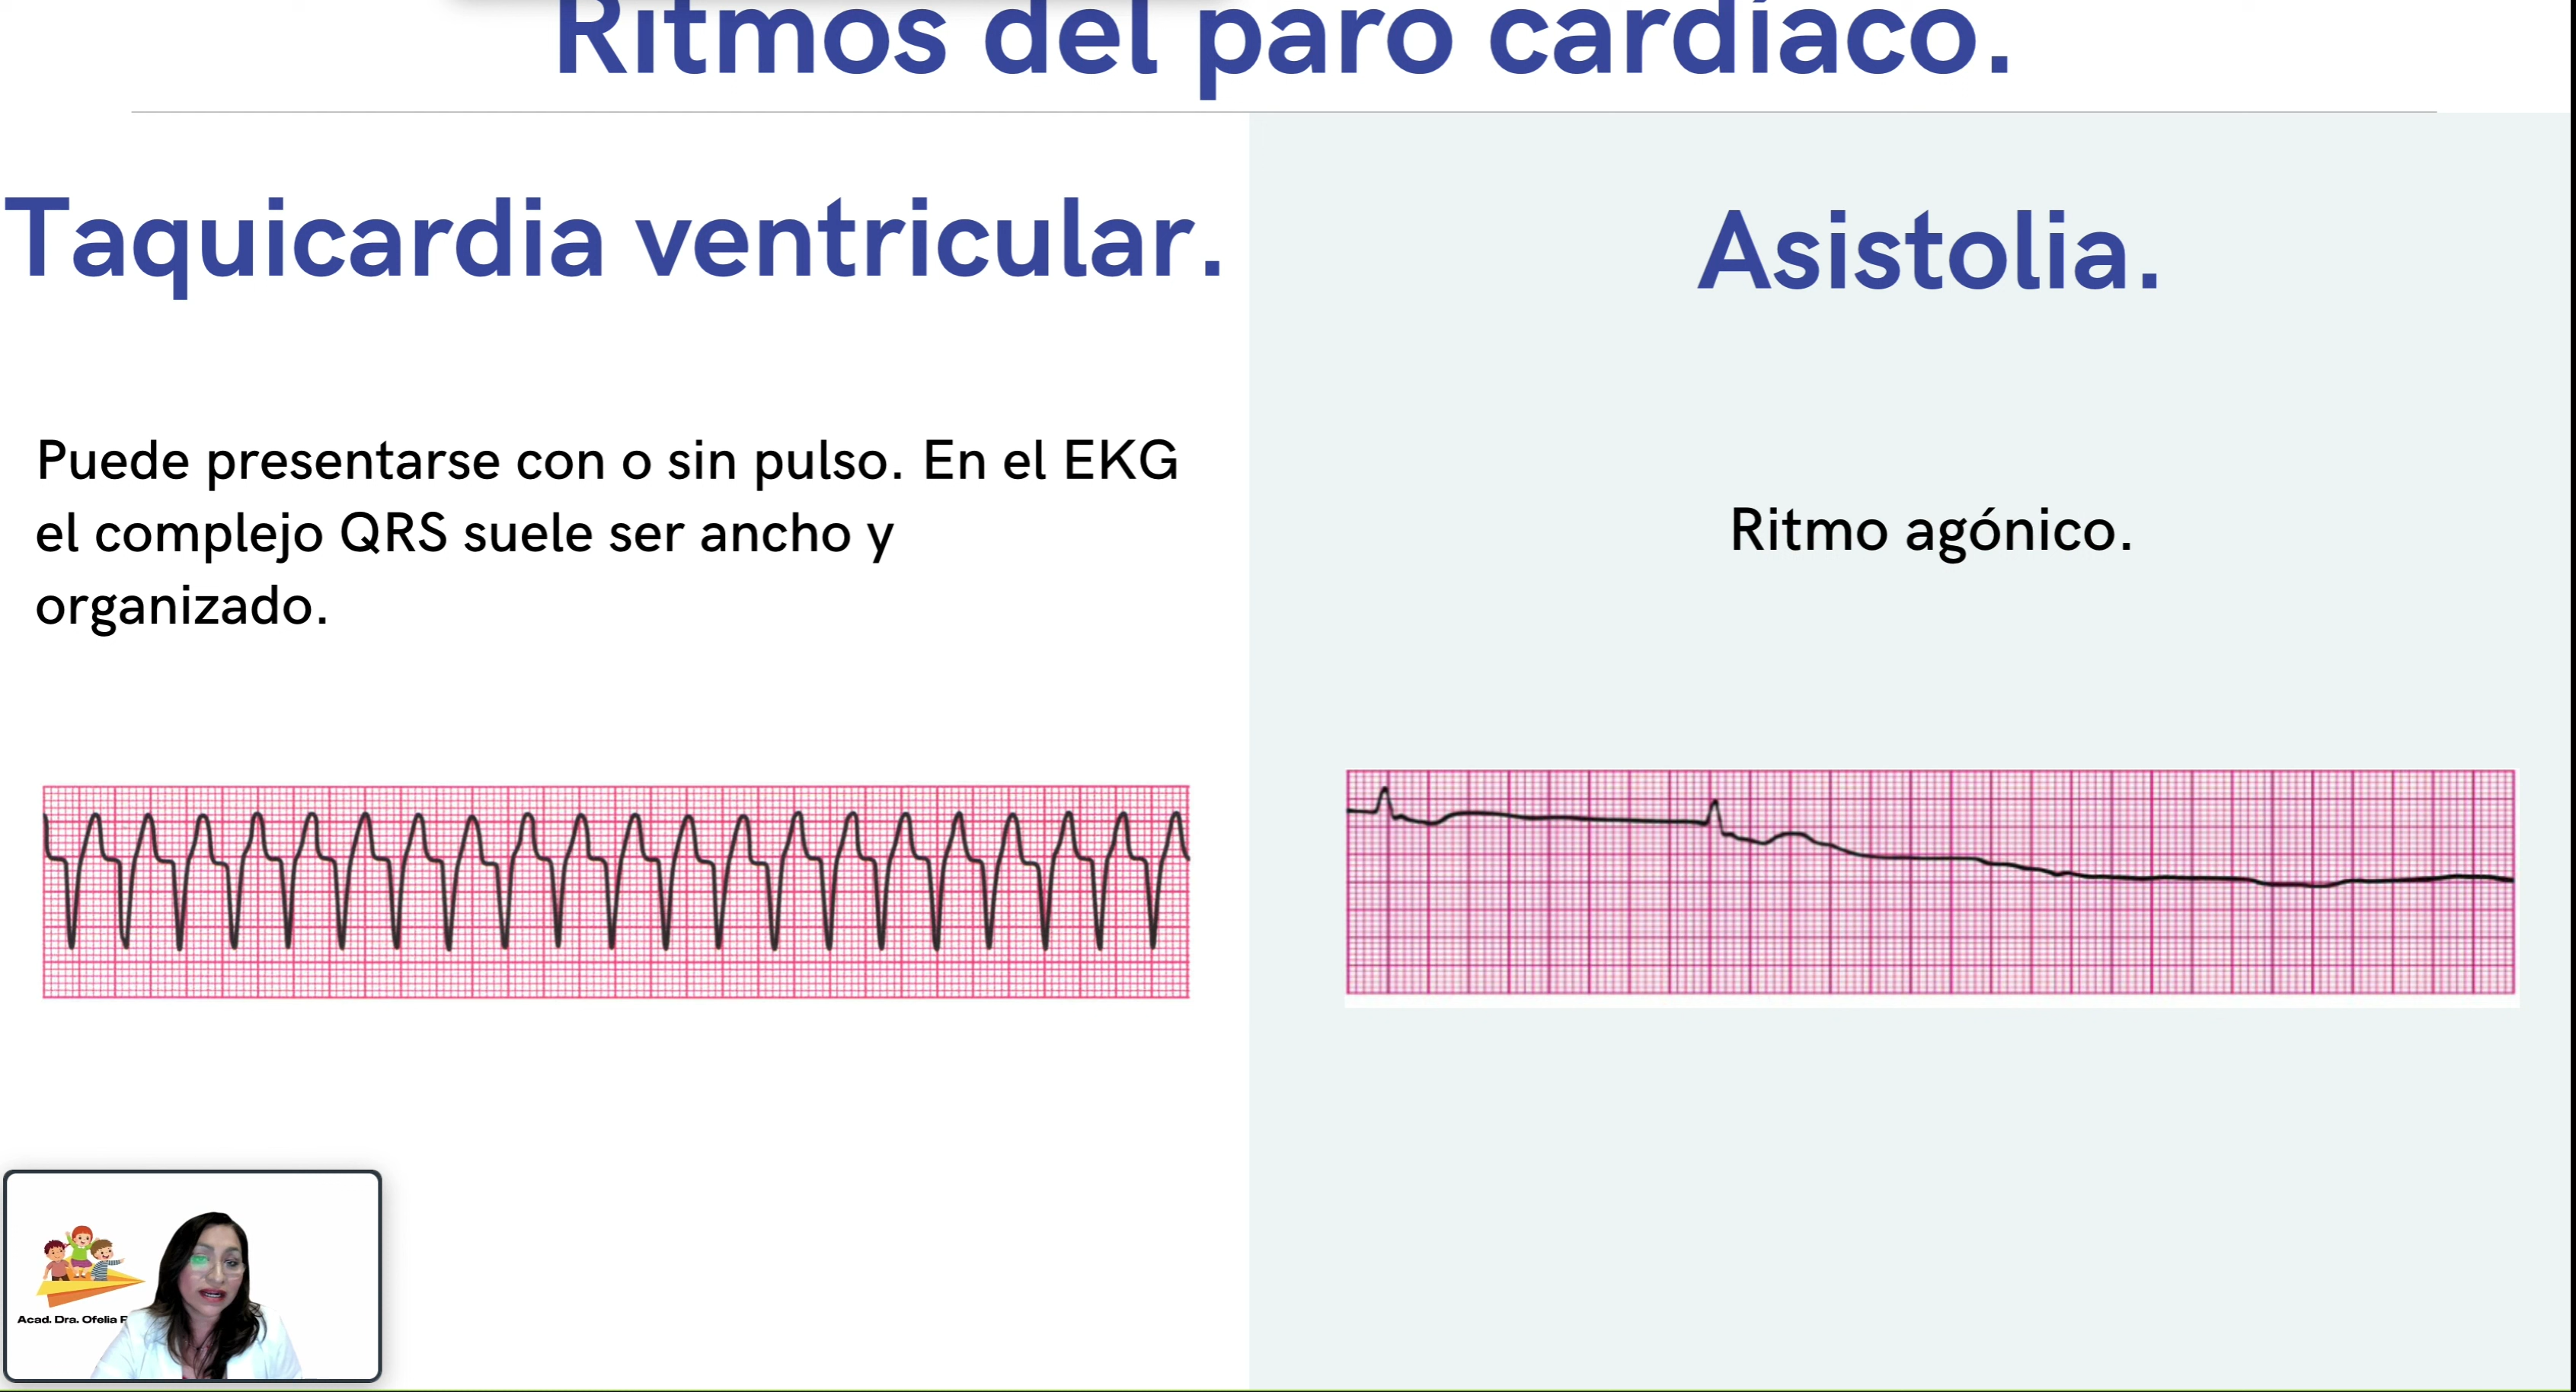 Ritmos del paro cardíaco.
Taquicardia ventricular.
Puede presentarse con o sin pulso. En el EKG
el complejo QRS suele ser ancho y
organizado.
Asistolia.
Ritmo agónico.
Acad. Dra. Ofelia